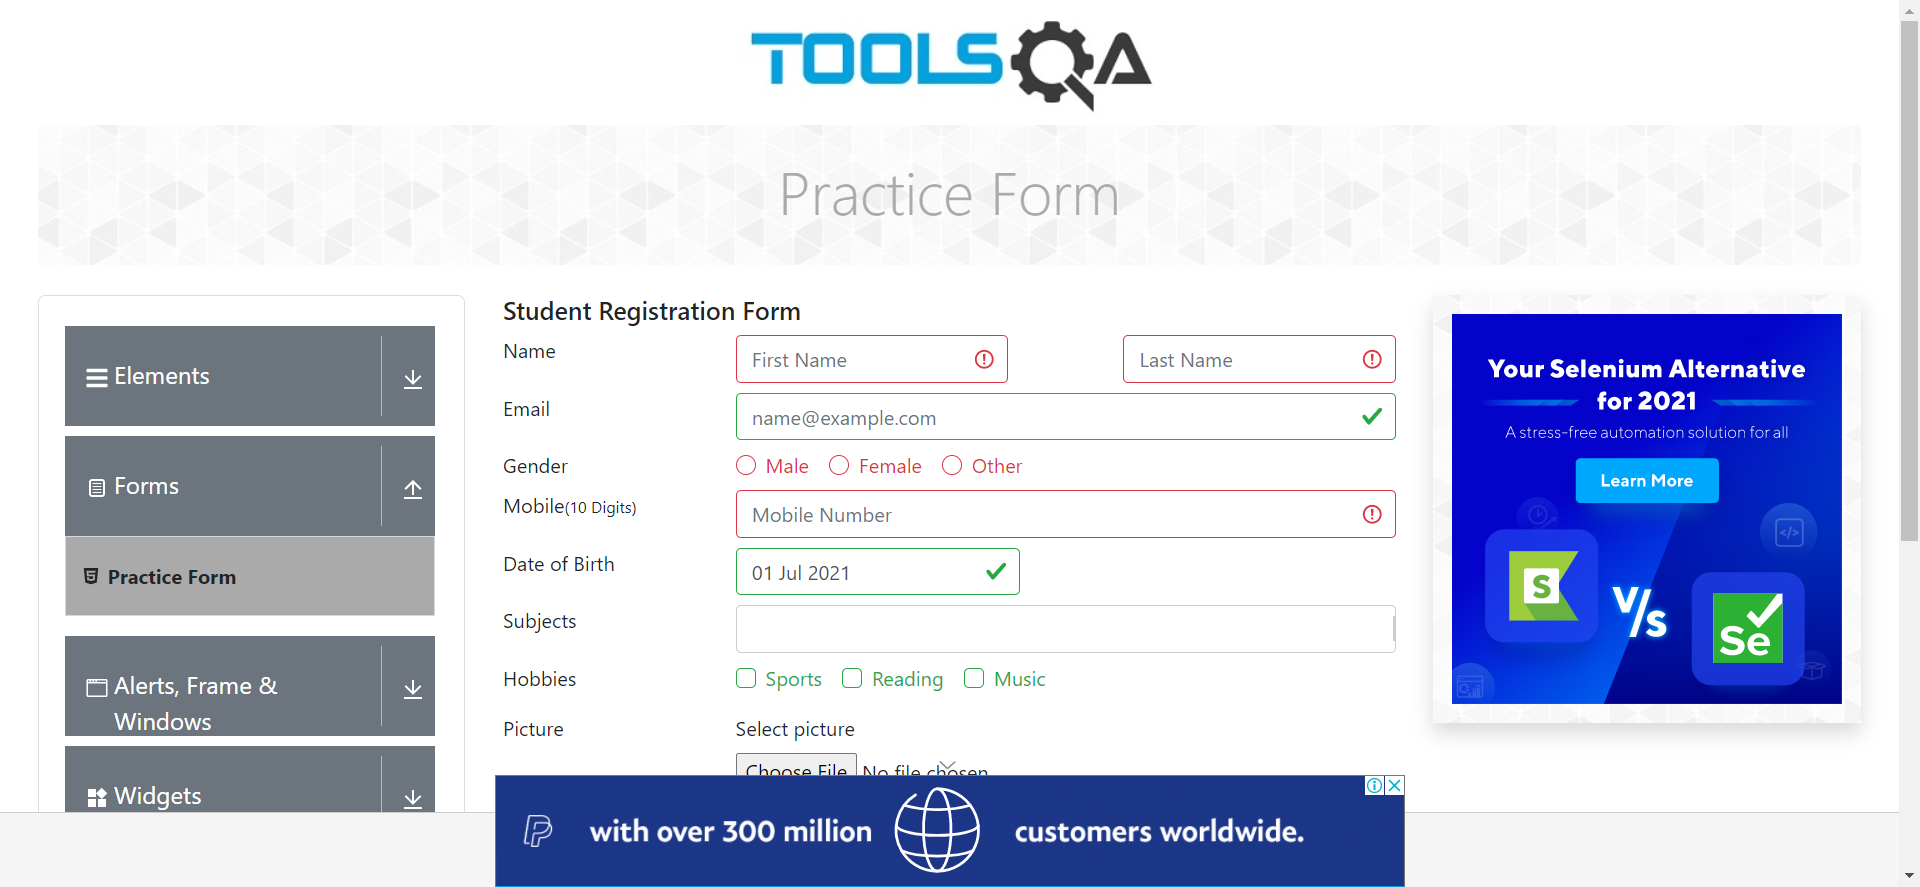 TOOLSQA
Practice Form
Elements
Forms
Practice Form
Alerts, Frame &
Windows
Widgets
Student Registration Form
Name
First Name
Last Name
Email
name@example.com
Gender
Male
Female
Other
Mobile(10 Digits)
Mobile Number
Date of Birth
01 Jul 2021
Subjects
Hobbies
Sports
Reading
Music
Picture
Select picture
Choose File No file chosen
Your Selenium Alternative
for 2021
A stress-free automation solution for all
Learn More
S
V/s
Se
with over 300 million
customers worldwide.